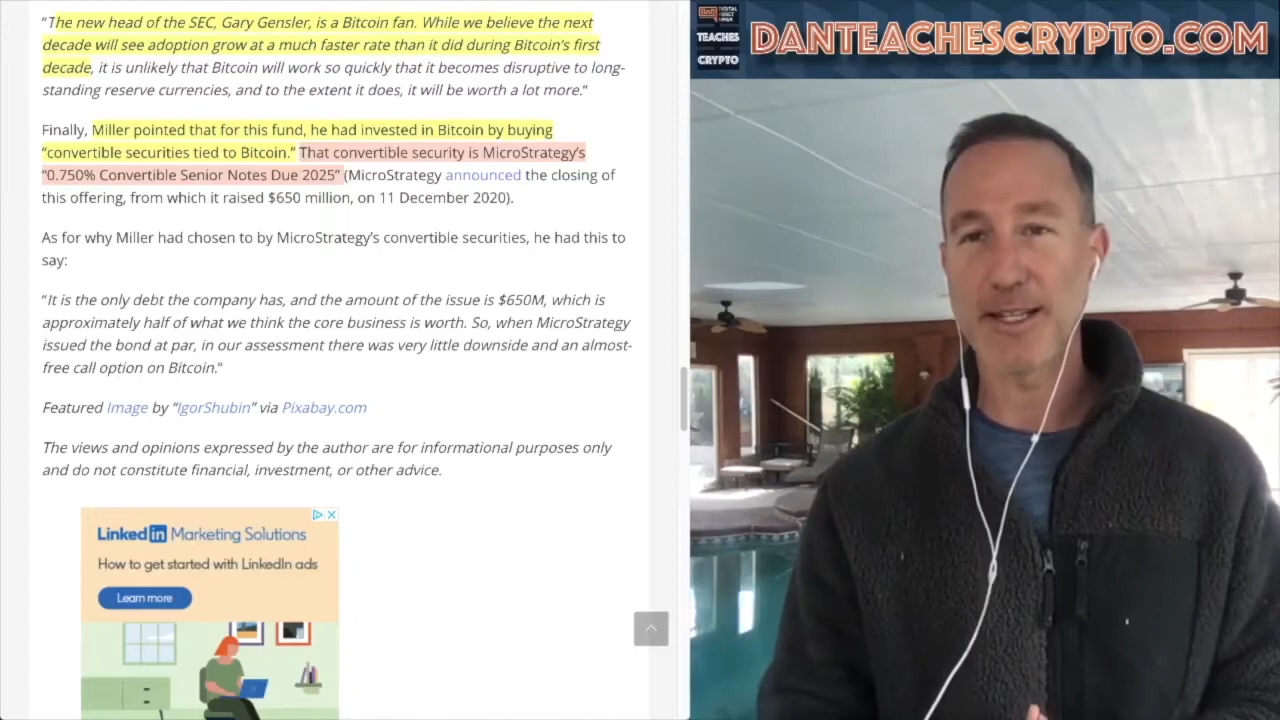 “The new head of the SEC, Gary Gensler, is a Bitcoin fan. While we believe the next
decade will see adoption grow at a much faster rate than it did during Bitcoin’s first
decade, it is unlikely that Bitcoin will work so quickly that it becomes disruptive to long-
standing reserve currencies, and to the extent it does, it will be worth a lot more.“
Finally, Miller pointed that for this fund, he had invested in Bitcoin by buying
“convertible securities tied to Bitcoin.” That convertible security is MicroStrategy’s
“0.750% Convertible Senior Notes Due 2025” (MicroStrategy announced the closing of
this offering, from which it raised $650 million, on 11 December 2020).
As for why Miller had chosen to by MicroStrategy’s convertible securities, he had this to
say:
“It is the only debt the company has, and the amount of the issue is $650M, which is
approximately half of what we think the core business is worth. So, when MicroStrategy
issued the bond at par, in our assessment there was very little downside and an almost-
free call option on Bitcoin.“
Featured Image by “IgorShubin” via Pixabay.com
The views and opinions expressed by the author are for informational purposes only
and do not constitute financial, investment, or other advice.
LinkedIn Marketing Solutions
How to get started with LinkedIn ads
Learn more
TEACHES
CRYPTO
DANTEACHESCRYPTO.COM